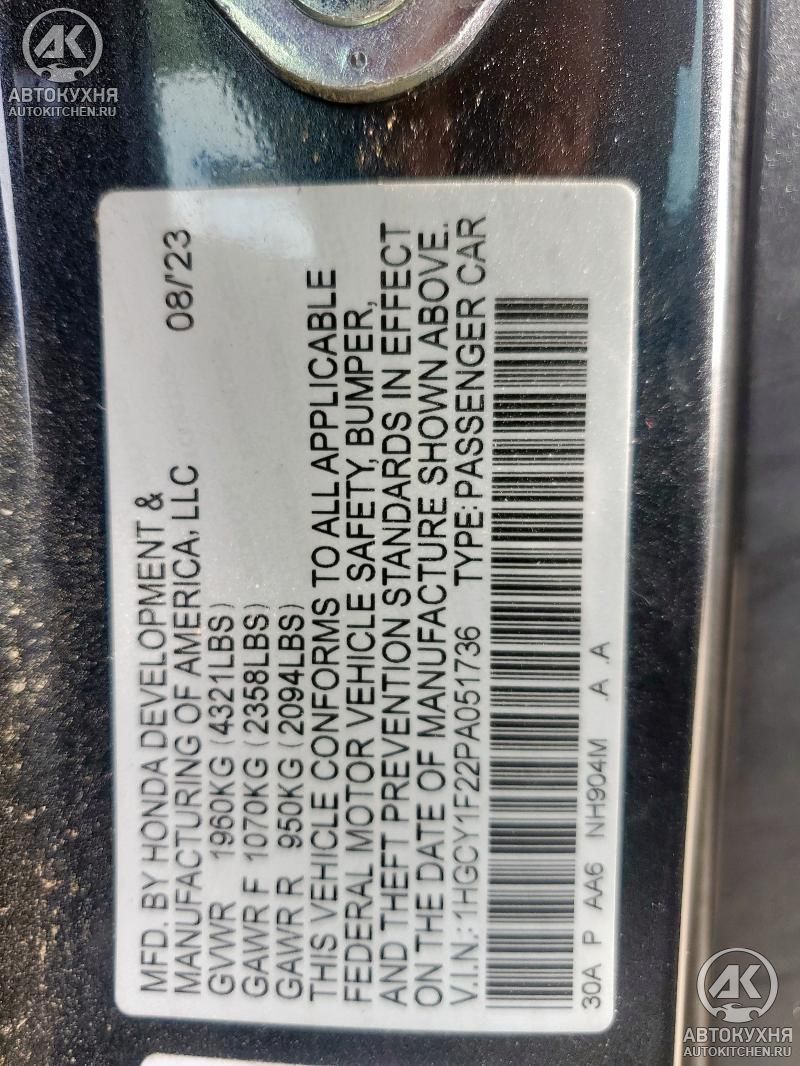 AK
АВТОКУХНЯ
AUTOKITCHEN.RU
MFD. BY HONDA DEVELOPMENT &
MANUFACTURING OF AMERICA, LLC 08/'23
GVWR 1960KG (4321LBS)
GAWR F 1070KG (2358LBS)
GAWR R 950KG (2094LBS)
THIS VEHICLE CONFORMS TO ALL APPLICABLE
FEDERAL MOTOR VEHICLE SAFETY, BUMPER,
AND THEFT PREVENTION STANDARDS IN EFFECT
ON THE DATE OF MANUFACTURE SHOWN ABOVE.
V.I.N.: 1HGCY1F22PA051736 TYPE: PASSENGER CAR
30A P AA6 NH904M .A .A
AK
АВТОКУХНЯ
AUTOKITCHEN.RU